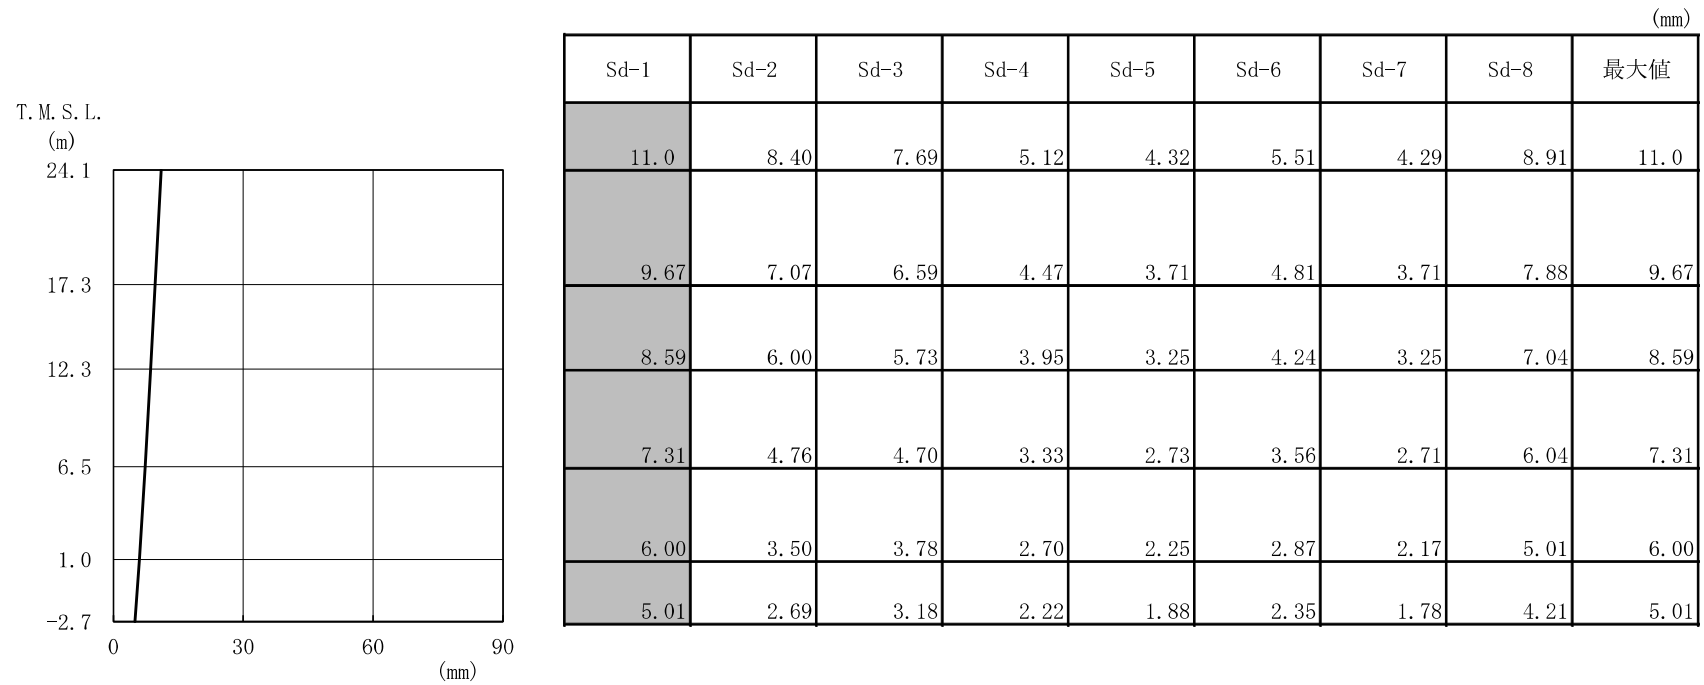 (mm)
Sd-1 Sd-2 Sd-3 Sd-4 Sd-5 Sd-6 Sd-7 Sd-8 最大値
T.M.S.L.
(m)
11.0 8.40 7.69 5.12 4.32 5.51 4.29 8.91 11.0
24.1
9.67 7.07 6.59 4.47 3.71 4.81 3.71 7.88 9.67
17.3
8.59 6.00 5.73 3.95 3.25 4.24 3.25 7.04 8.59
12.3
7.31 4.76 4.70 3.33 2.73 3.56 2.71 6.04 7.31
6.5
6.00 3.50 3.78 2.70 2.25 2.87 2.17 5.01 6.00
1.0
5.01 2.69 3.18 2.22 1.88 2.35 1.78 4.21 5.01
-2.7
0 30 60 90
(mm)